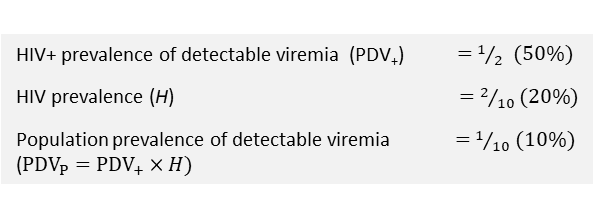 HIV+ prevalence of detectable viremia (PDV₊) = ¹/₂ (50%)
HIV prevalence (H) = ²/₁₀ (20%)
Population prevalence of detectable viremia = ¹/₁₀ (10%)
(PDV_P = PDV₊ × H)